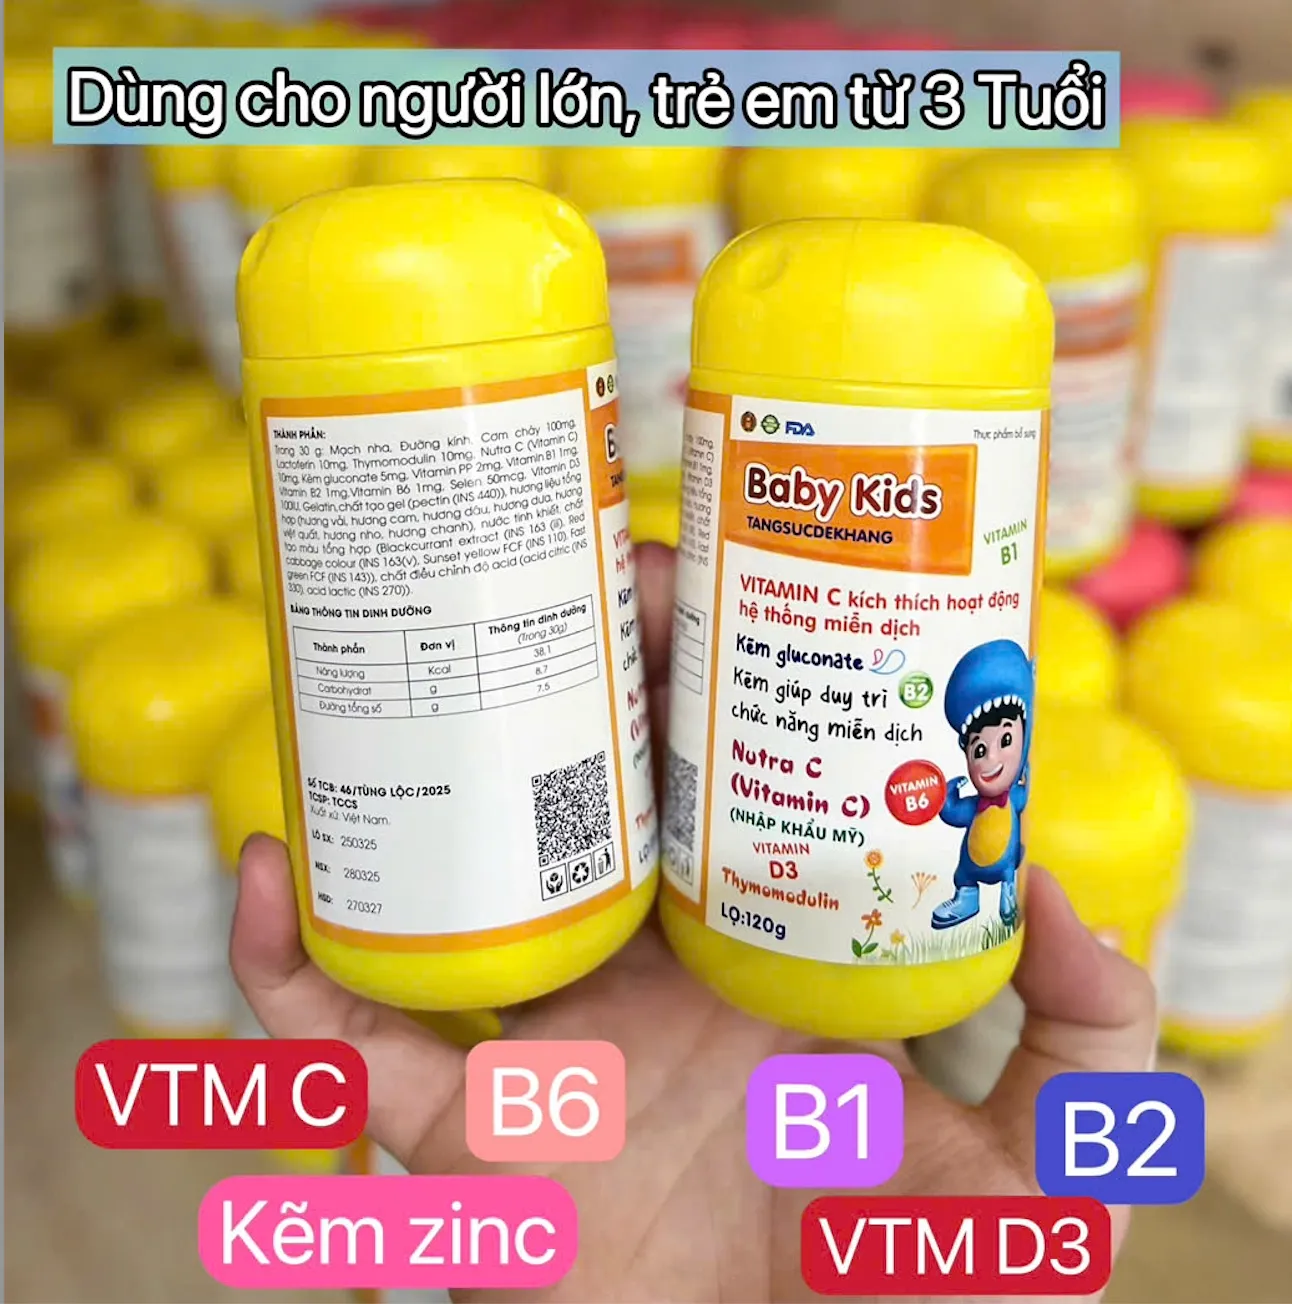 Dùng cho người lớn, trẻ em từ 3 Tuổi
THÀNH PHẦN:
Trong 30 g: Mạch nha, Đường kính, Cơm cháy 100mg,
Lactoferin 10mg, Thymomodulin 10mg, Nutra C (Vitamin C)
10mg, Kẽm gluconate 5mg, Vitamin PP 2mg, Vitamin B1 1mg,
Vitamin B2 1mg, Vitamin B6 1mg, Selen 50mcg, Vitamin D3
100IU, Gelatin, chất tạo gel (pectin (INS 440)), hương liệu tổng
hợp (hương vải, hương cam, hương dâu, hương dưa, hương
việt quất, hương nho, hương chanh), nước tinh khiết, chất
tạo màu tổng hợp (Blackcurrant extract (INS 163 (iii), Red
cabbage colour (INS 163(v), Sunset yellow FCF (INS 110), Fast
green FCF (INS 143)), chất điều chỉnh độ acid (acid citric (INS
330), acid lactic (INS 270)).
BẢNG THÔNG TIN DINH DƯỠNG
Thành phần Đơn vị Thông tin dinh dưỡng
(Trong 30g)
Năng lượng Kcal 38.1
Carbohydrat g 8.7
Đường tổng số g 7.5
Số TCB: 46/TÙNG LỘC/2025
TCSP: TCCS
Xuất xứ: Việt Nam.
LÔ SX: 250325
NSX: 280325
HSD: 270327
FDA
Thực phẩm bổ sung
Baby Kids
TANGSUCDEKHANG
VITAMIN
B1
VITAMIN C kích thích hoạt động
hệ thống miễn dịch
Kẽm gluconate
Kẽm giúp duy trì B2
chức năng miễn dịch
Nutra C
(Vitamin C)
VITAMIN
B6
(NHẬP KHẨU MỸ)
VITAMIN
D3
Thymomodulin
LỌ:120g
VTM C
B6
B1
B2
Kẽm zinc
VTM D3